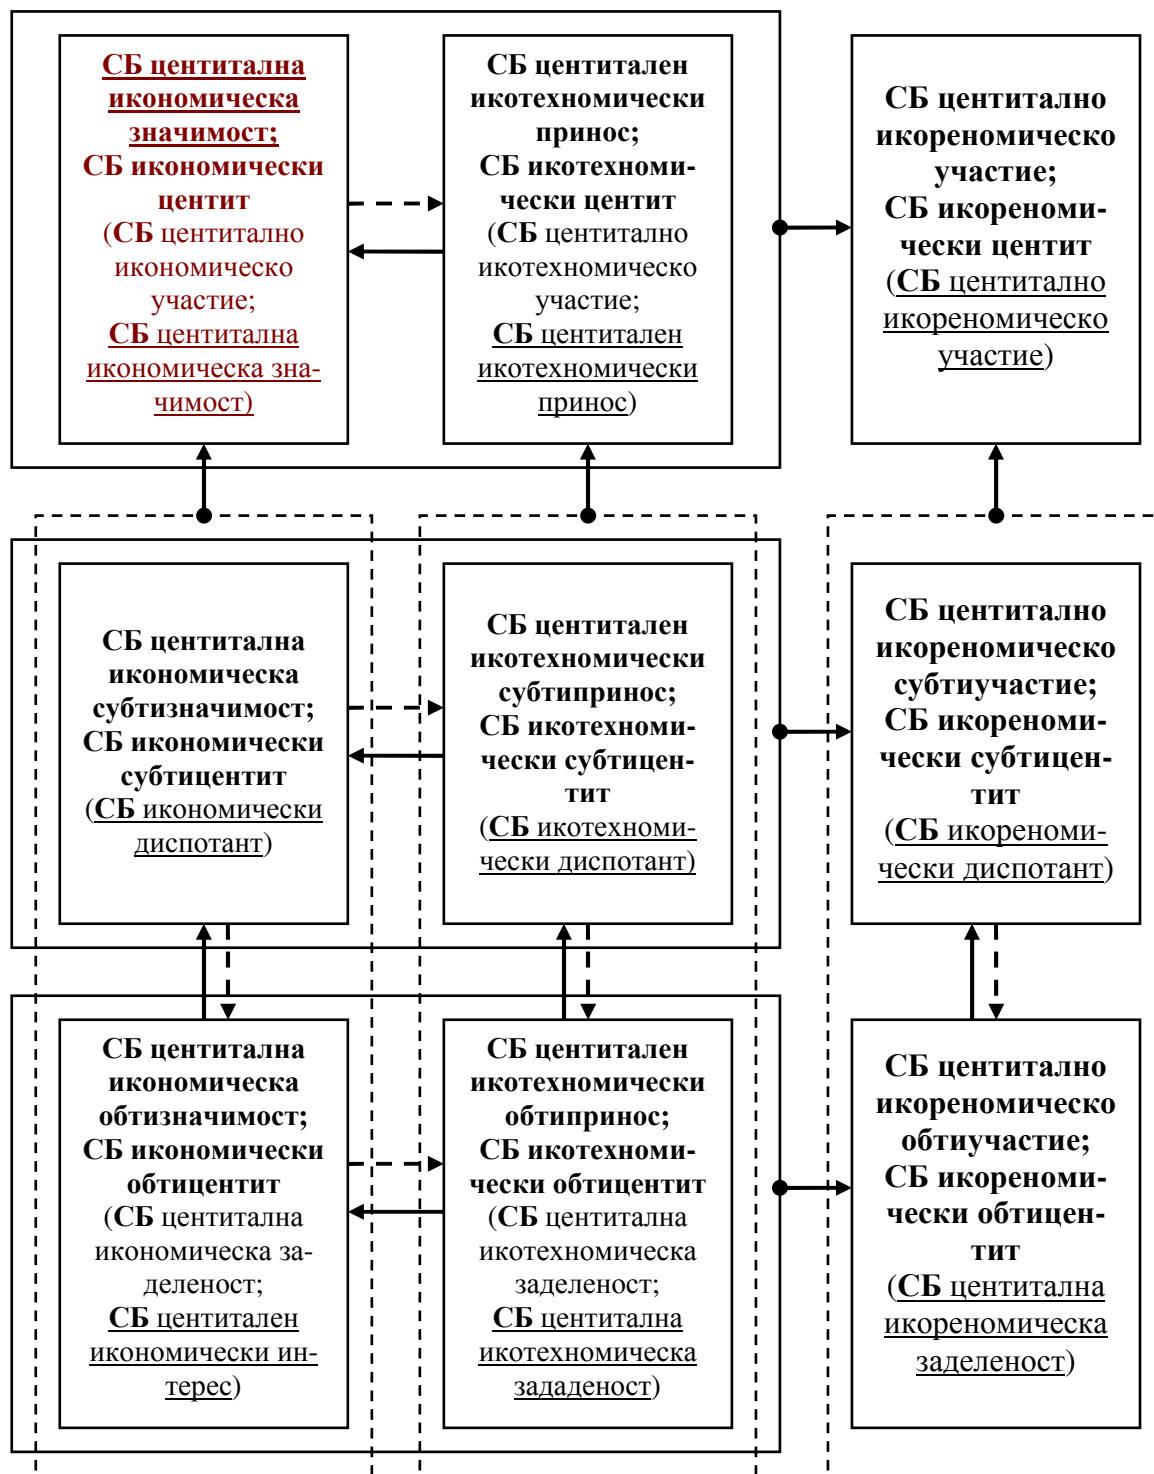 СБ центитална
икономическа
значимост;
СБ икономически
центит
(СБ центитално
икономическо
участие;
СБ центитална
икономическа зна-
чимост)
СБ центитален
икотехномически
принос;
СБ икотехноми-
чески центит
(СБ центитално
икотехномическо
участие;
СБ центитален
икотехномически
принос)
СБ центитално
икореномическо
участие;
СБ икореноми-
чески центит
(СБ центитално
икореномическо
участие)
СБ центитална
икономическа
субтизначимост;
СБ икономически
субтицентит
(СБ икономически
диспотант)
СБ центитален
икотехномически
субтипринос;
СБ икотехноми-
чески субтицен-
тит
(СБ икотехноми-
чески диспотант)
СБ центитално
икореномическо
субтиучастие;
СБ икореноми-
чески субтицен-
тит
(СБ икореноми-
чески диспотант)
СБ центитална
икономическа
обтизначимост;
СБ икономически
обтицентит
(СБ центитална
икономическа за-
деленост;
СБ центитален
икономически ин-
терес)
СБ центитален
икотехномически
обтипринос;
СБ икотехноми-
чески обтицентит
(СБ центитална
икотехномическа
заделеност;
СБ центитална
икотехномическа
зададеност)
СБ центитално
икореномическо
обтиучастие;
СБ икореноми-
чески обтицен-
тит
(СБ центитална
икореномическа
заделеност)